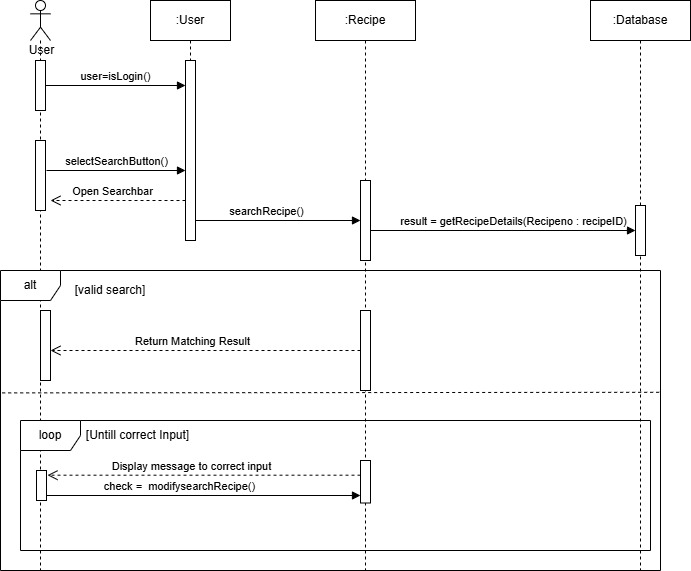 :User
:Recipe
:Database
User
user=isLogin()
selectSearchButton()
Open Searchbar
searchRecipe()
result = getRecipeDetails(Recipeno : recipeID)
alt
[valid search]
Return Matching Result
loop
[Untill correct Input]
Display message to correct input
check = modifysearchRecipe()